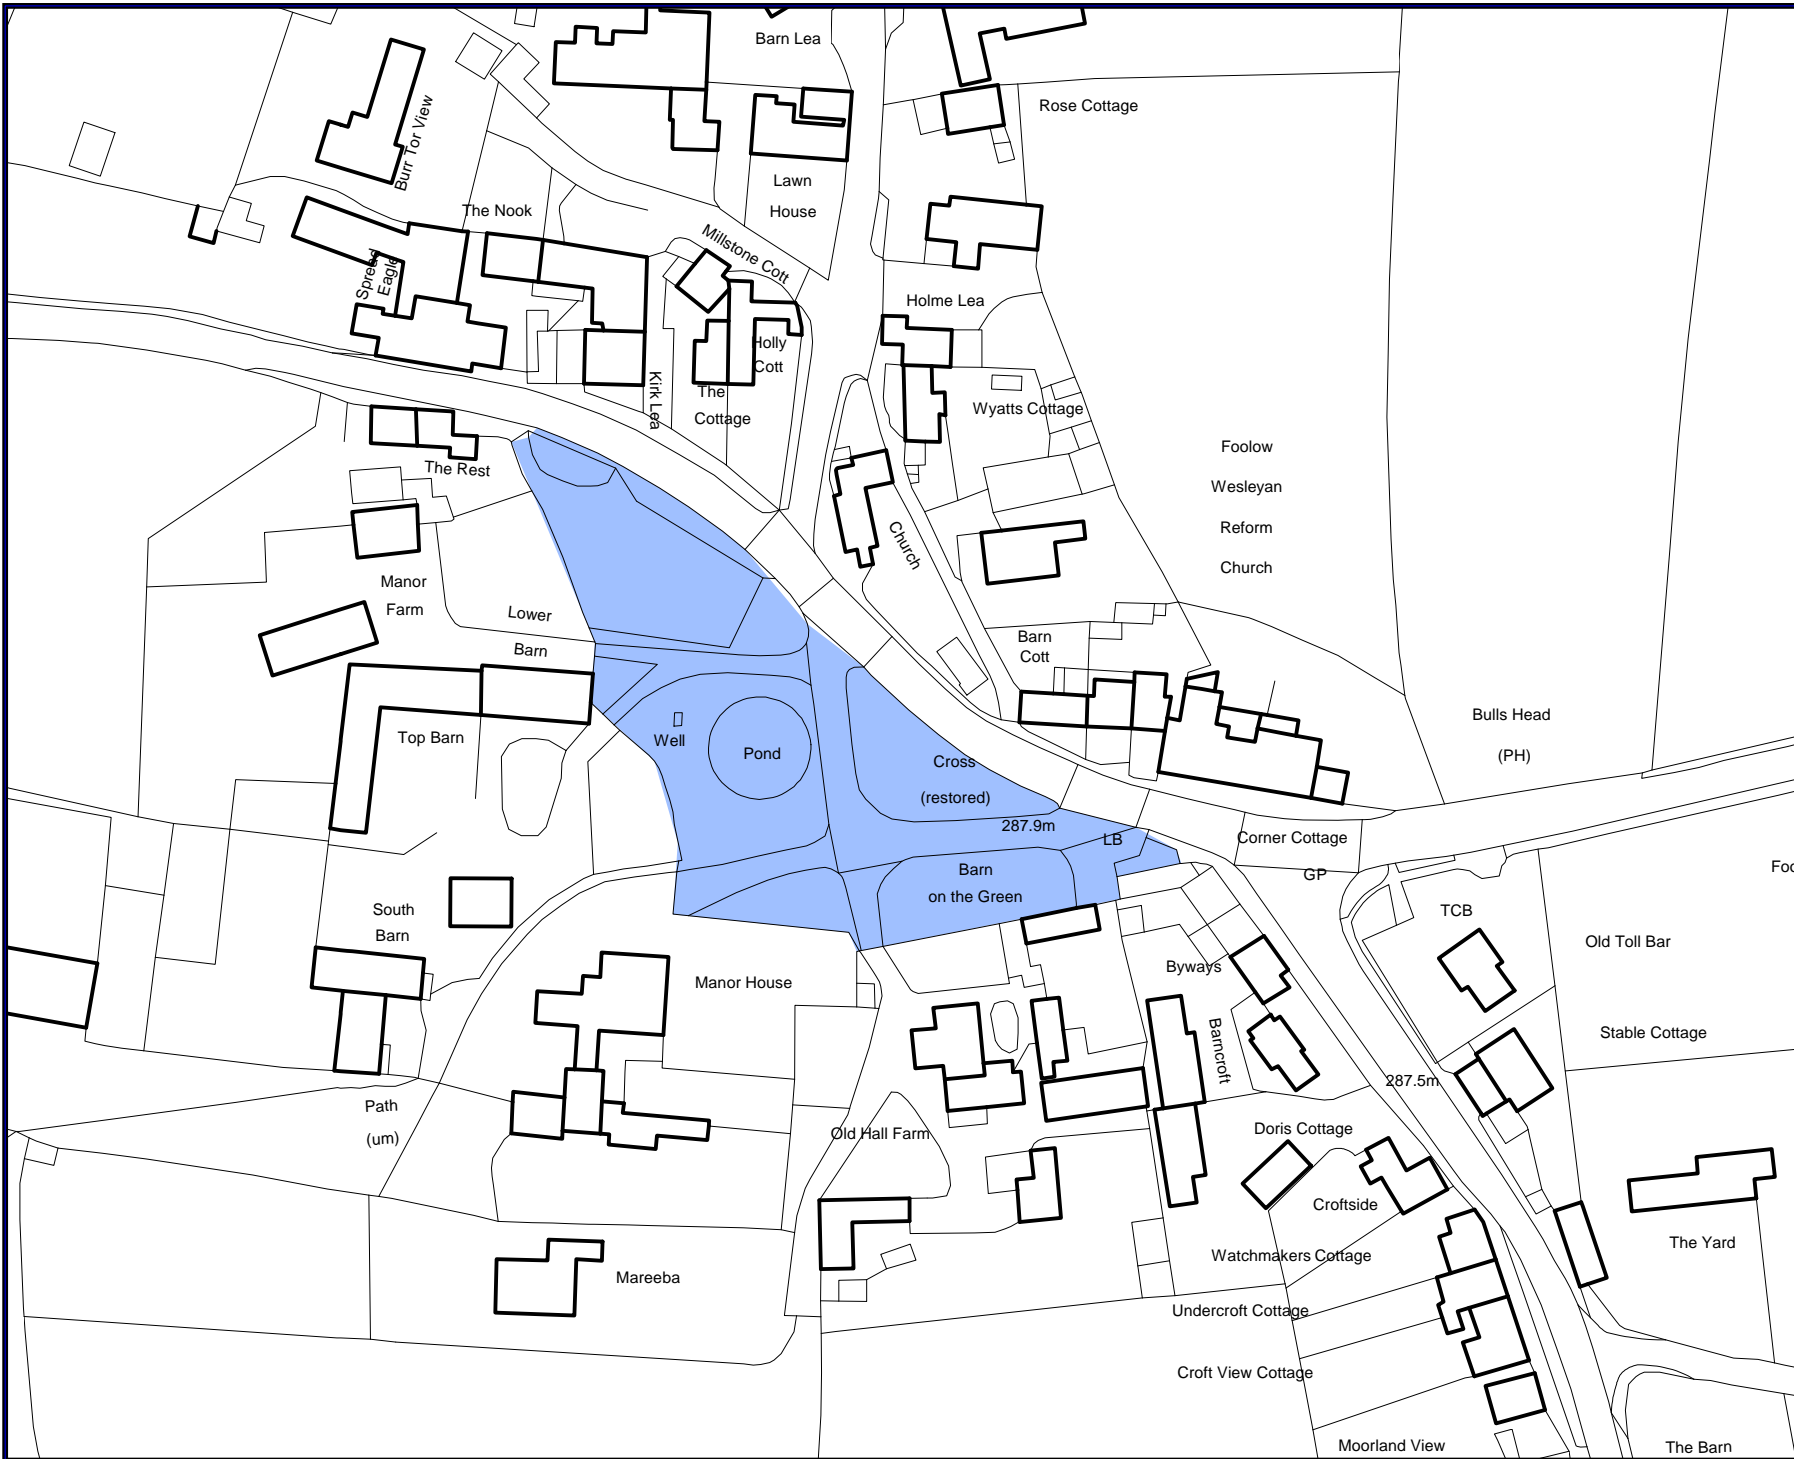 Barn Lea
Rose Cottage
Burr Tor View
Lawn
House
The Nook
Millstone Cott
Spread
Eagle
Holme Lea
Holly
Cott
Kirk Lea
The
Cottage
Wyatts Cottage
The Rest
Foolow
Wesleyan
Reform
Church
Church
Manor
Farm
Lower
Barn
Barn
Cott
Top Barn
Well
Pond
Cross
(restored)
Bulls Head
(PH)
287.9m
LB
Corner Cottage
Barn
on the Green
GP
Foo
South
Barn
TCB
Old Toll Bar
Manor House
Byways
Barncroft
Stable Cottage
287.5m
Path
(um)
Old Hall Farm
Doris Cottage
Croftside
The Yard
Watchmakers Cottage
Mareeba
Undercroft Cottage
Croft View Cottage
Moorland View
The Barn